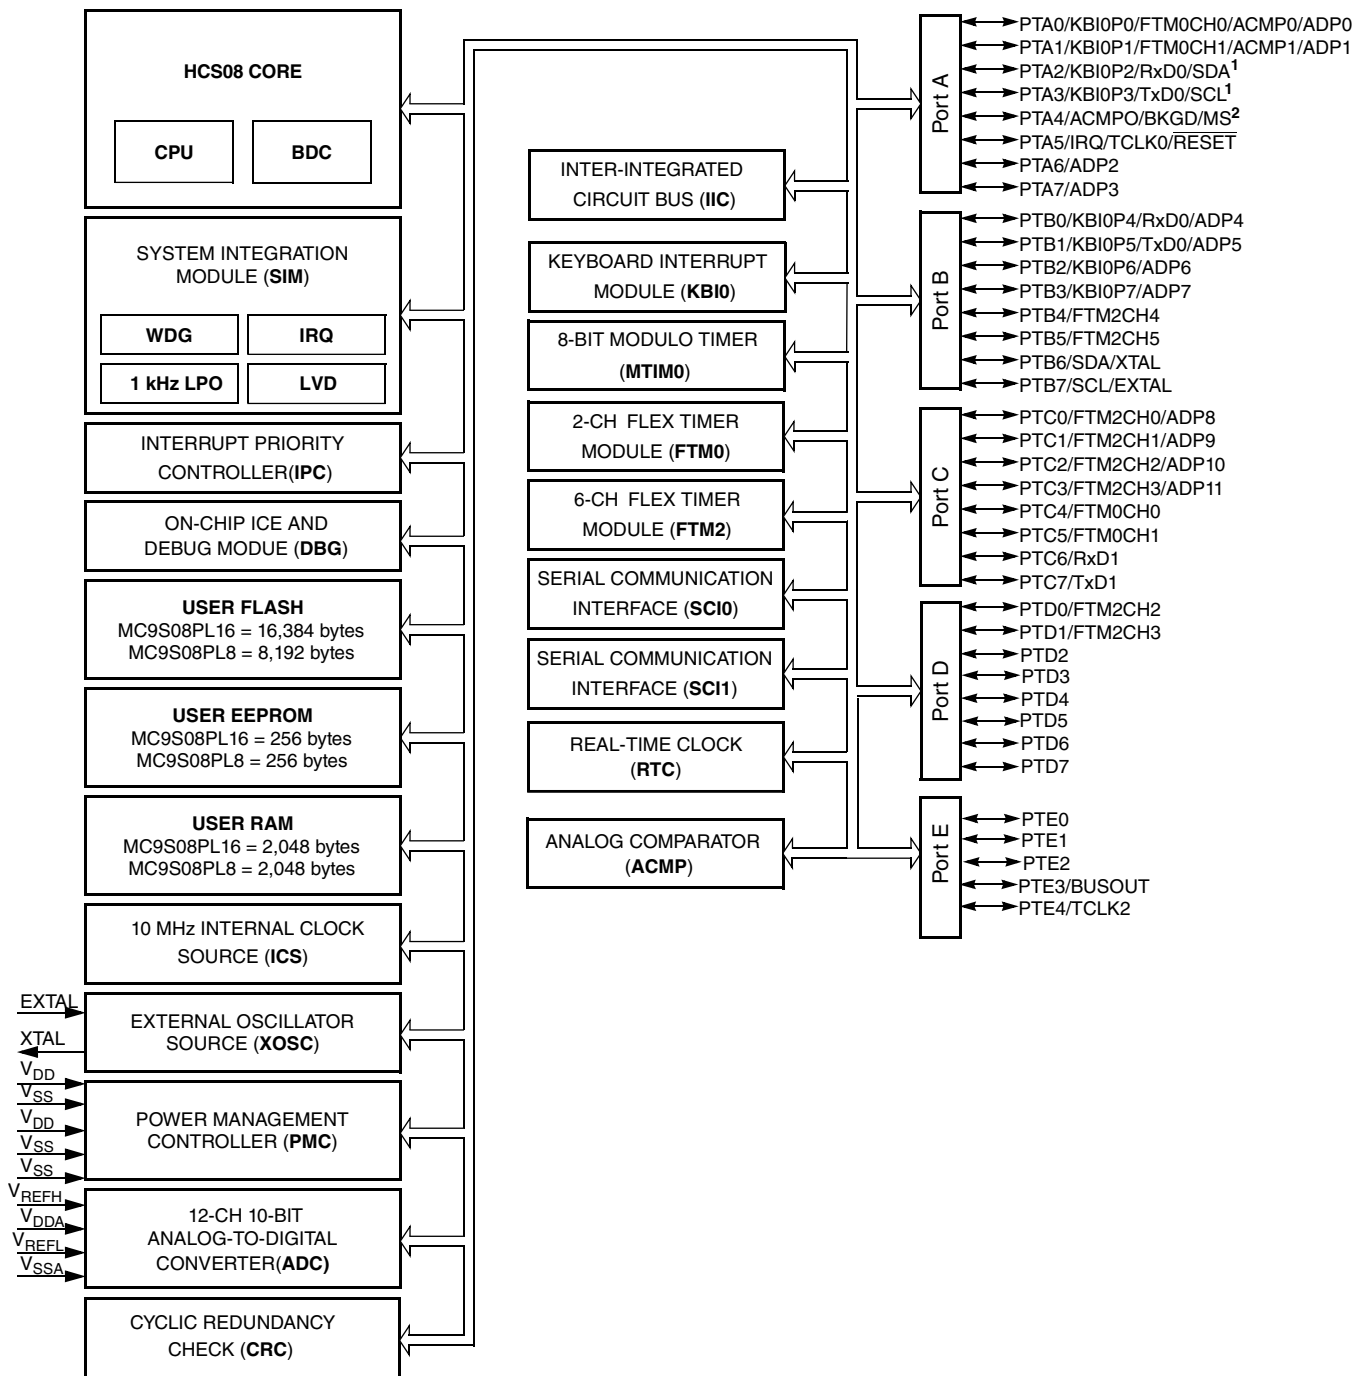 HCS08 CORE
CPU
BDC
SYSTEM INTEGRATION
MODULE (SIM)
WDG
IRQ
1 kHz LPO
LVD
INTERRUPT PRIORITY
CONTROLLER(IPC)
ON-CHIP ICE AND
DEBUG MODUE (DBG)
USER FLASH
MC9S08PL16 = 16,384 bytes
MC9S08PL8 = 8,192 bytes
USER EEPROM
MC9S08PL16 = 256 bytes
MC9S08PL8 = 256 bytes
USER RAM
MC9S08PL16 = 2,048 bytes
MC9S08PL8 = 2,048 bytes
10 MHz INTERNAL CLOCK
SOURCE (ICS)
EXTAL
XTAL
EXTERNAL OSCILLATOR
SOURCE (XOSC)
VDD
VSS
VDD
VSS
VSS
POWER MANAGEMENT
CONTROLLER (PMC)
VREFH
VDDA
VREFL
VSSA
12-CH 10-BIT
ANALOG-TO-DIGITAL
CONVERTER(ADC)
CYCLIC REDUNDANCY
CHECK (CRC)
INTER-INTEGRATED
CIRCUIT BUS (IIC)
KEYBOARD INTERRUPT
MODULE (KBI0)
8-BIT MODULO TIMER
(MTIM0)
2-CH FLEX TIMER
MODULE (FTM0)
6-CH FLEX TIMER
MODULE (FTM2)
SERIAL COMMUNICATION
INTERFACE (SCI0)
SERIAL COMMUNICATION
INTERFACE (SCI1)
REAL-TIME CLOCK
(RTC)
ANALOG COMPARATOR
(ACMP)
Port A
PTA0/KBI0P0/FTM0CH0/ACMP0/ADP0
PTA1/KBI0P1/FTM0CH1/ACMP1/ADP1
PTA2/KBI0P2/RxD0/SDA1
PTA3/KBI0P3/TxD0/SCL1
PTA4/ACMPO/BKGD/MS2
PTA5/IRQ/TCLK0/RESET
PTA6/ADP2
PTA7/ADP3
Port B
PTB0/KBI0P4/RxD0/ADP4
PTB1/KBI0P5/TxD0/ADP5
PTB2/KBI0P6/ADP6
PTB3/KBI0P7/ADP7
PTB4/FTM2CH4
PTB5/FTM2CH5
PTB6/SDA/XTAL
PTB7/SCL/EXTAL
Port C
PTC0/FTM2CH0/ADP8
PTC1/FTM2CH1/ADP9
PTC2/FTM2CH2/ADP10
PTC3/FTM2CH3/ADP11
PTC4/FTM0CH0
PTC5/FTM0CH1
PTC6/RxD1
PTC7/TxD1
Port D
PTD0/FTM2CH2
PTD1/FTM2CH3
PTD2
PTD3
PTD4
PTD5
PTD6
PTD7
Port E
PTE0
PTE1
PTE2
PTE3/BUSOUT
PTE4/TCLK2